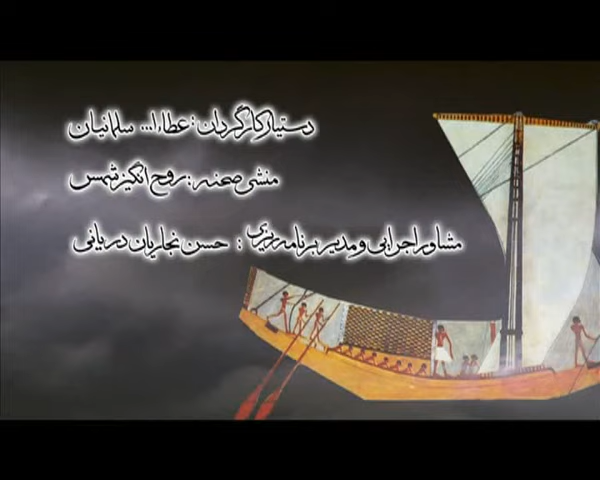 دستیار کارگردان : عطاءا... سلمانیان
منشی صحنه : روح انگیز شمس
مشاور اجرایی و مدیر برنامه ریزی : حسن نجاریان دریانی